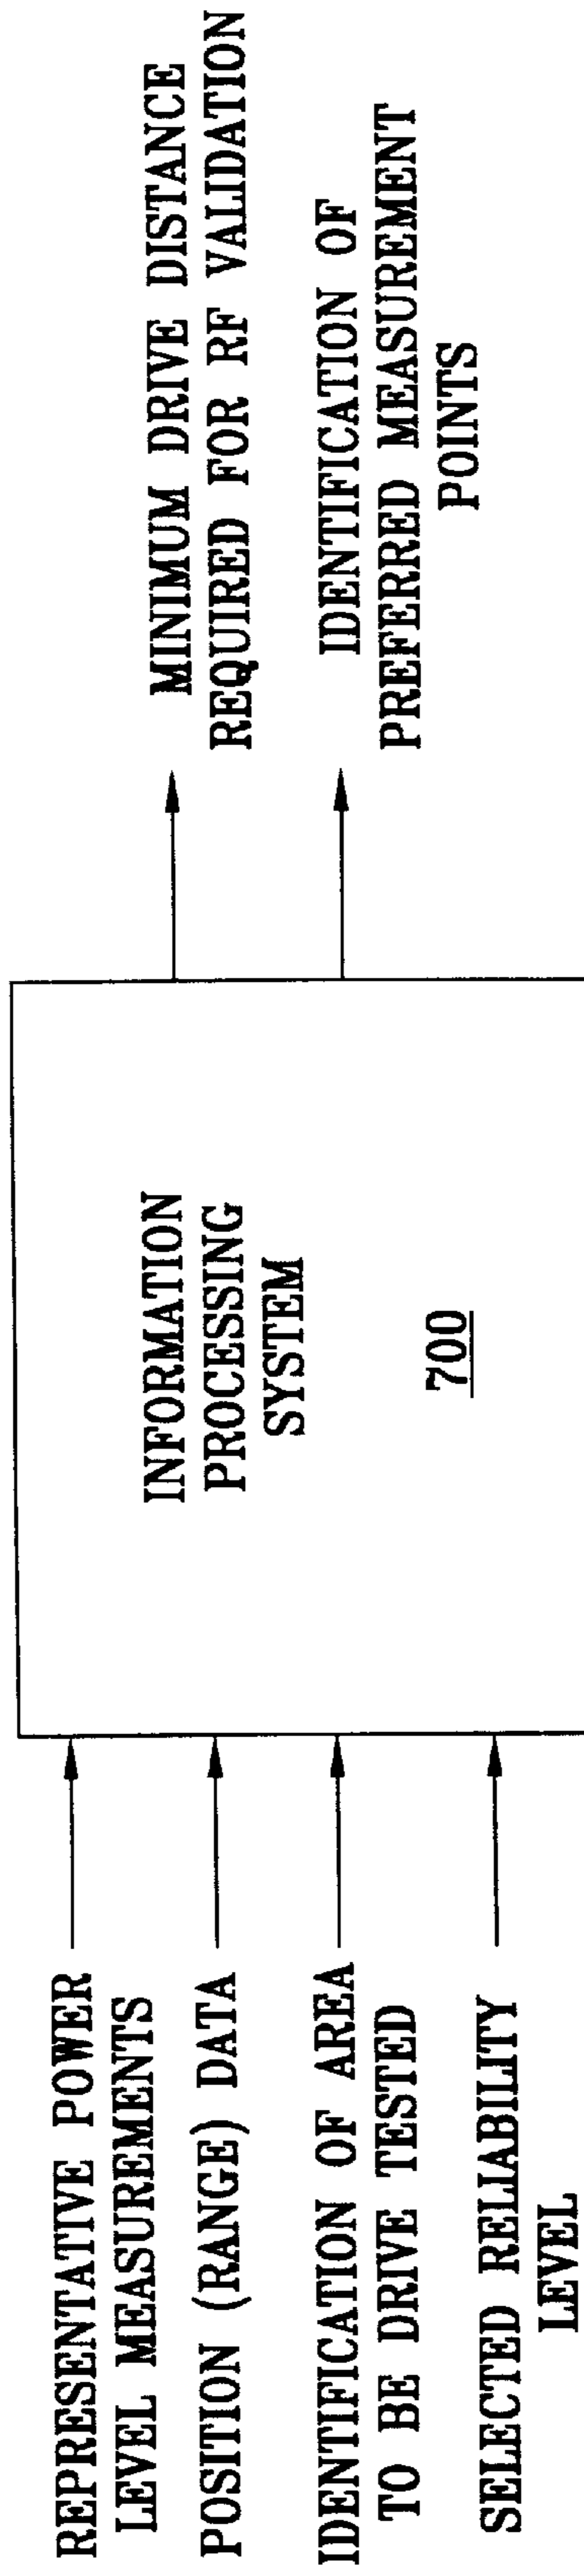 REPRESENTATIVE POWER
LEVEL MEASUREMENTS
POSITION (RANGE) DATA
IDENTIFICATION OF AREA
TO BE DRIVE TESTED
SELECTED RELIABILITY
LEVEL
INFORMATION
PROCESSING
SYSTEM
700
MINIMUM DRIVE DISTANCE
REQUIRED FOR RF VALIDATION
IDENTIFICATION OF
PREFERRED MEASUREMENT
POINTS